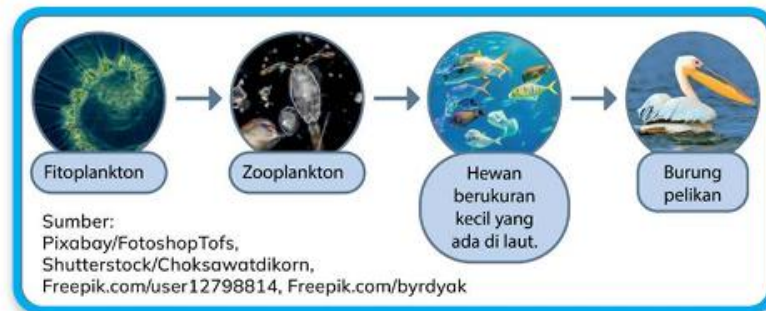 Fitoplankton
Zooplankton
Hewan
berukuran
kecil yang
ada di laut.
Burung
pelikan
Sumber:
Pixabay/FotoshopTofs,
Shutterstock/Choksawatdikorn,
Freepik.com/user12798814, Freepik.com/byrdyak